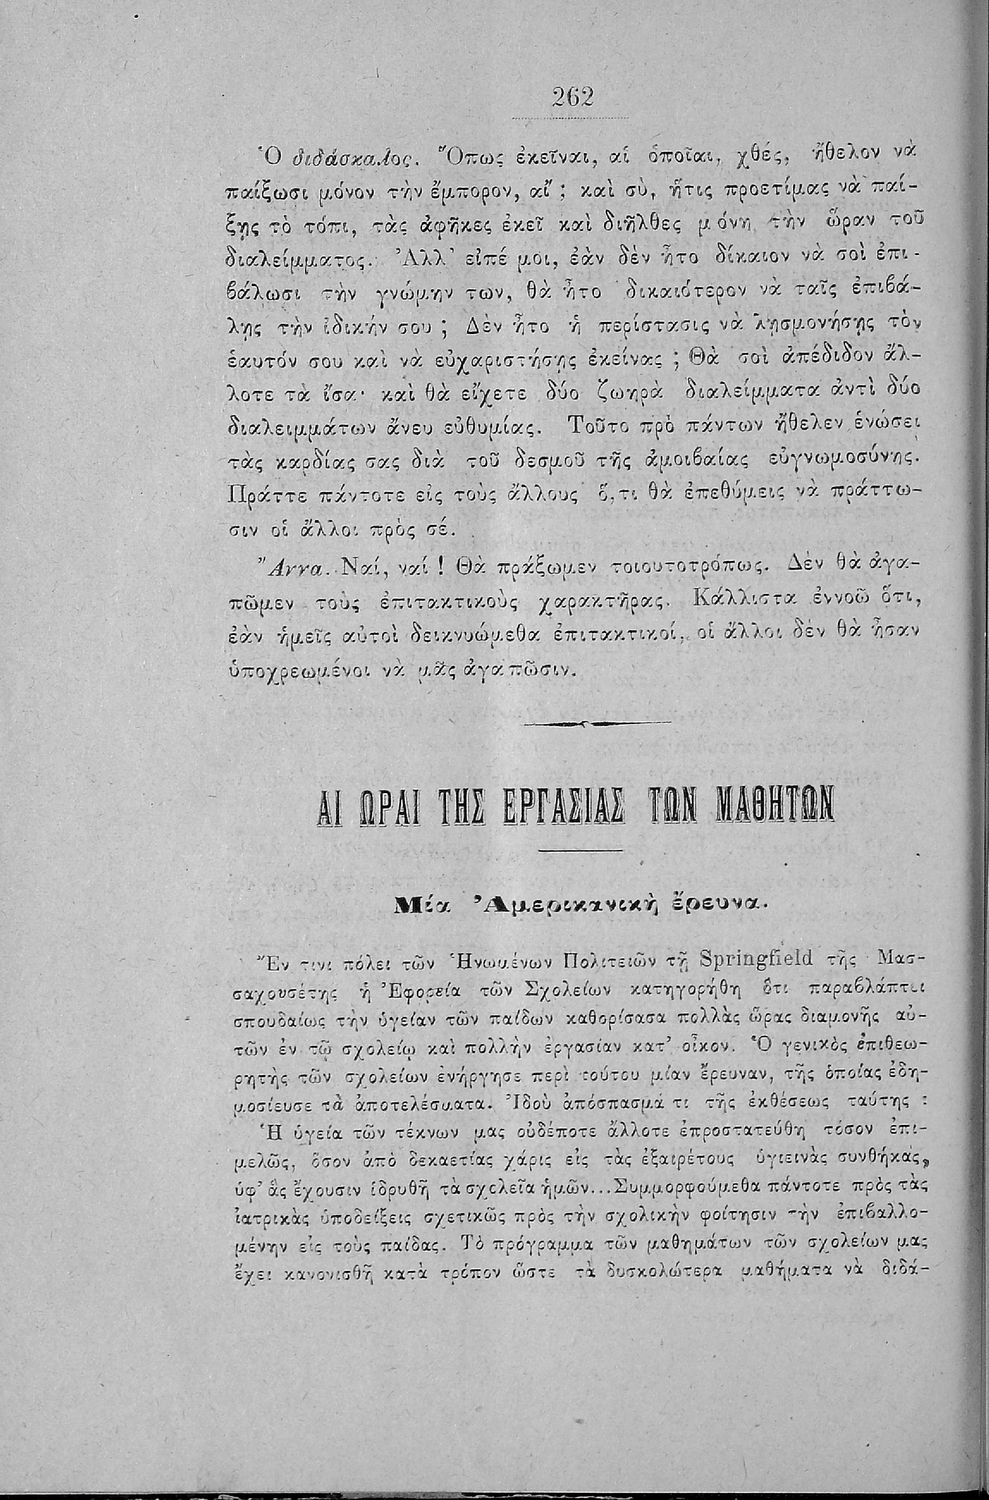 262
Ὁ διδάσκαλος. Ὅπως ἐκεῖναι, αἱ ὁποῖαι, χθές, ἤθελον νὰ
παίξωσι μόνον τὴν ἔμπορον, αἴ ; καὶ σὺ, ἥτις προετίμας νὰ παί-
ξῃς τὸ τόπι, τὰς ἀφῆκες ἐκεῖ καὶ διῆλθες μόνη τὴν ὥραν τοῦ
διαλείμματος. Ἀλλ' εἰπέ μοι, ἐὰν δὲν ἦτο δίκαιον νὰ σοὶ ἐπι-
βάλωσι τὴν γνώμην των, θὰ ἦτο δικαιότερον νὰ ταῖς ἐπιβά-
λῃς τὴν ἰδικήν σου ; Δὲν ἦτο ἡ περίστασις νὰ λησμονήσῃς τὸν
ἑαυτόν σου καὶ νὰ εὐχαριστήσῃς ἐκείνας ; Θὰ σοὶ ἀπέδιδον ἄλ-
λοτε τὰ ἴσα· καὶ θὰ εἴχετε δύο ζωηρὰ διαλείμματα ἀντὶ δύο
διαλειμμάτων ἄνευ εὐθυμίας. Τοῦτο πρὸ πάντων ἤθελεν ἑνώσει
τὰς καρδίας σας διὰ τοῦ δεσμοῦ τῆς ἀμοιβαίας εὐγνωμοσύνης.
Πρᾶττε πάντοτε εἰς τοὺς ἄλλους ὅ,τι θὰ ἐπεθύμεις νὰ πράττω-
σιν οἱ ἄλλοι πρὸς σέ.
Ἄννα. Ναί, ναί ! Θὰ πράξωμεν τοιουτοτρόπως. Δὲν θὰ ἀγα-
πῶμεν τοὺς ἐπιτακτικοὺς χαρακτῆρας. Κάλλιστα ἐννοῶ ὅτι,
ἐὰν ἡμεῖς αὐτοὶ δεικνυώμεθα ἐπιτακτικοί, οἱ ἄλλοι δὲν θὰ ἦσαν
ὑποχρεωμένοι νὰ μᾶς ἀγαπῶσιν.
ΑΙ ΩΡΑΙ ΤΗΣ ΕΡΓΑΣΙΑΣ ΤΩΝ ΜΑΘΗΤΩΝ
Μία Ἀμερικανικὴ ἔρευνα.
Ἔν τινι πόλει τῶν Ἡνωμένων Πολιτειῶν τῇ Springfield τῆς Μασ-
σαχουσέτης ἡ Ἐφορεία τῶν Σχολείων κατηγορήθη ὅτι παραβλάπτει
σπουδαίως τὴν ὑγείαν τῶν παίδων καθορίσασα πολλὰς ὥρας διαμονῆς αὐ-
τῶν ἐν τῷ σχολείῳ καὶ πολλὴν ἐργασίαν κατ' οἶκον. Ὁ γενικὸς ἐπιθεω-
ρητὴς τῶν σχολείων ἐνήργησε περὶ τούτου μίαν ἔρευναν, τῆς ὁποίας ἐδη-
μοσίευσε τὰ ἀποτελέσματα. Ἰδοὺ ἀπόσπασμά τι τῆς ἐκθέσεως ταύτης :
Ἡ ὑγεία τῶν τέκνων μας οὐδέποτε ἄλλοτε ἐπροστατεύθη τόσον ἐπι-
μελῶς, ὅσον ἀπὸ δεκαετίας χάρις εἰς τὰς ἐξαιρέτους ὑγιεινὰς συνθήκας,
ὑφ' ἃς ἔχουσιν ἱδρυθῆ τὰ σχολεῖα ἡμῶν... Συμμορφούμεθα πάντοτε πρὸς τὰς
ἰατρικὰς ὑποδείξεις σχετικῶς πρὸς τὴν σχολικὴν φοίτησιν τὴν ἐπιβαλλο-
μένην εἰς τοὺς παῖδας. Τὸ πρόγραμμα τῶν μαθημάτων τῶν σχολείων μας
ἔχει κανονισθῆ κατὰ τρόπον ὥστε τὰ δυσκολώτερα μαθήματα νὰ διδά-